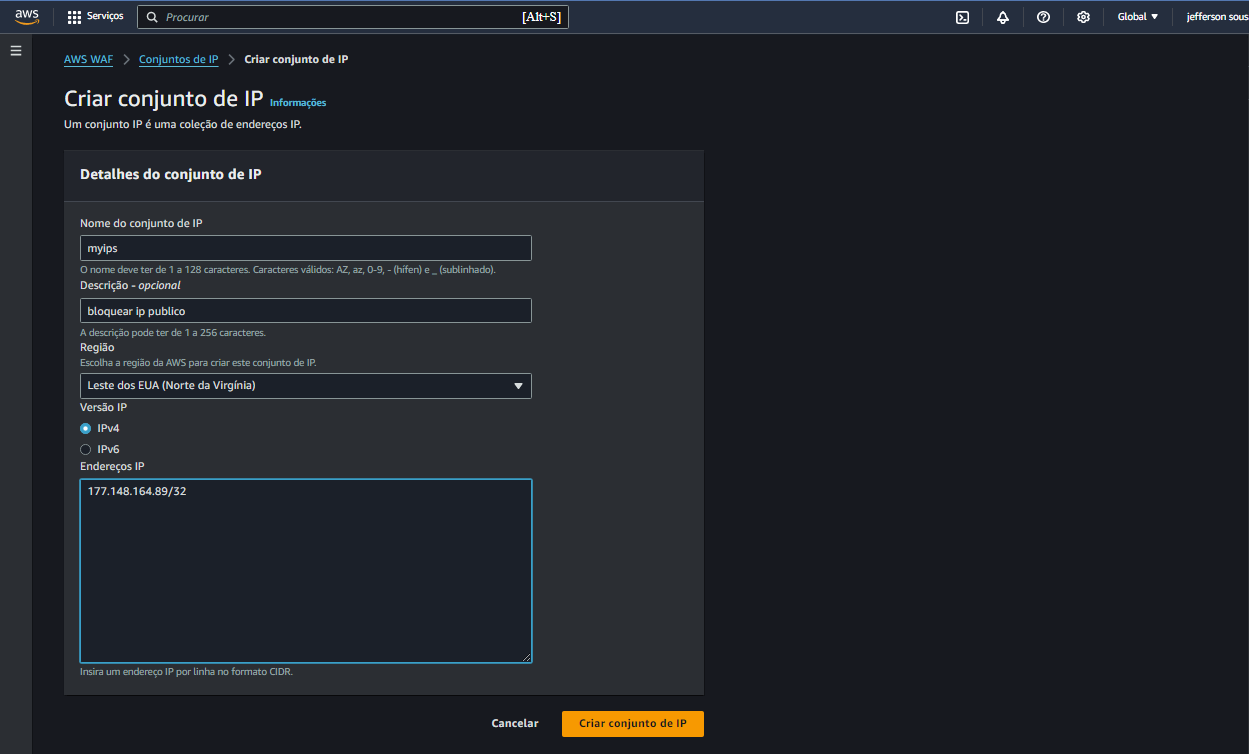 aws Serviços Procurar [Alt+S] Global jefferson sous
AWS WAF Conjuntos de IP Criar conjunto de IP
Criar conjunto de IP Informações
Um conjunto IP é uma coleção de endereços IP.
Detalhes do conjunto de IP
Nome do conjunto de IP
myips
O nome deve ter de 1 a 128 caracteres. Caracteres válidos: AZ, az, 0-9, - (hífen) e _ (sublinhado).
Descrição - opcional
bloquear ip publico
A descrição pode ter de 1 a 256 caracteres.
Região
Escolha a região da AWS para criar este conjunto de IP.
Leste dos EUA (Norte da Virgínia)
Versão IP
IPv4
IPv6
Endereços IP
177.148.164.89/32
Insira um endereço IP por linha no formato CIDR.
Cancelar Criar conjunto de IP